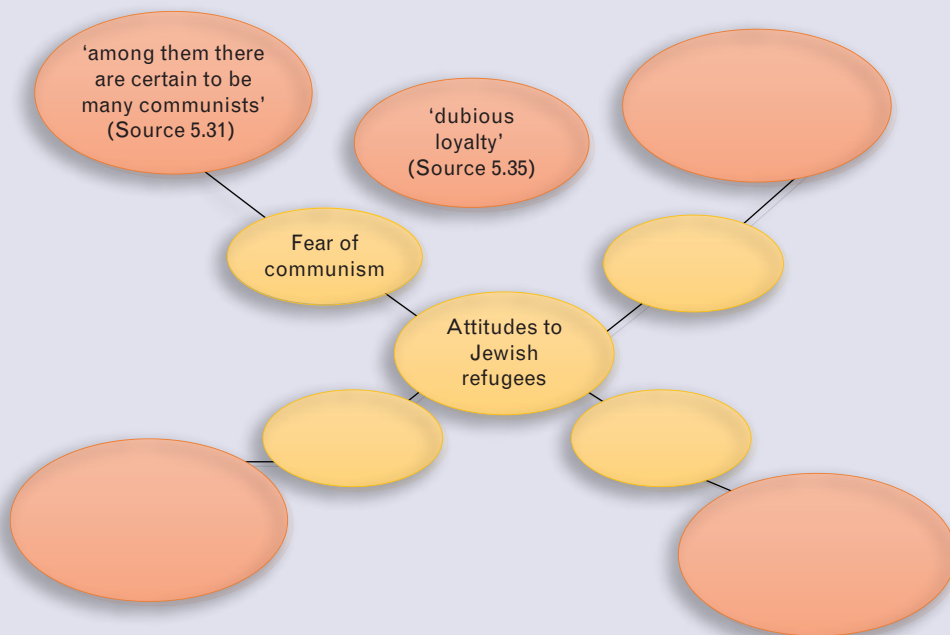 ‘among them there
are certain to be
many communists’
(Source 5.31)
‘dubious
loyalty’
(Source 5.35)
Fear of
communism
Attitudes to
Jewish
refugees